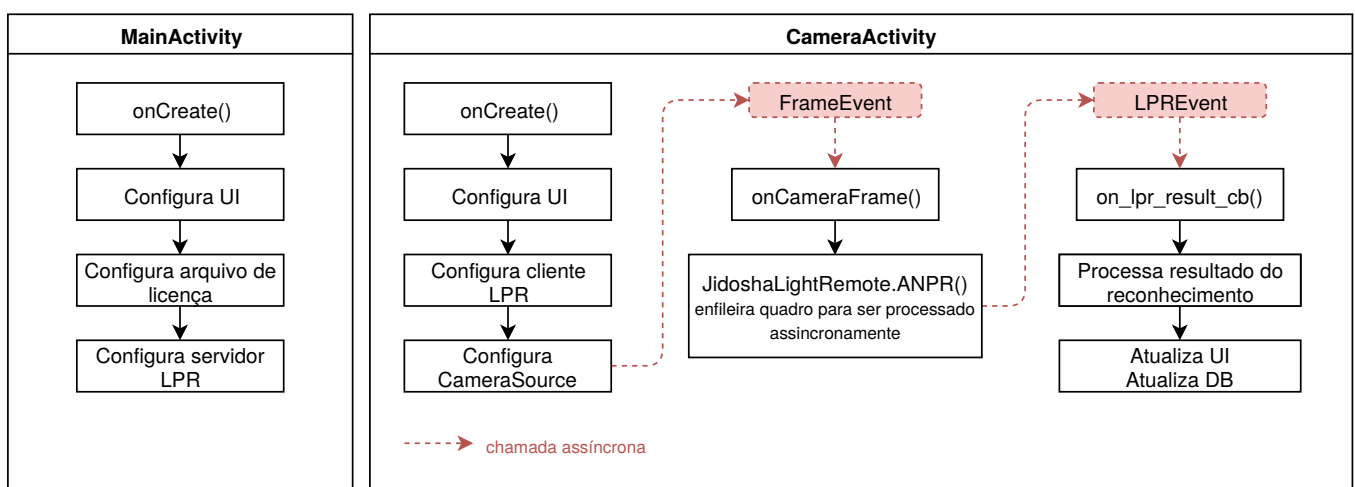 MainActivity
onCreate()
Configura UI
Configura arquivo de
licença
Configura servidor
LPR
CameraActivity
onCreate()
Configura UI
Configura cliente
LPR
Configura
CameraSource
FrameEvent
onCameraFrame()
JidoshaLightRemote.ANPR()
enfileira quadro para ser processado
assincronamente
LPREvent
on_lpr_result_cb()
Processa resultado do
reconhecimento
Atualiza UI
Atualiza DB
chamada assíncrona